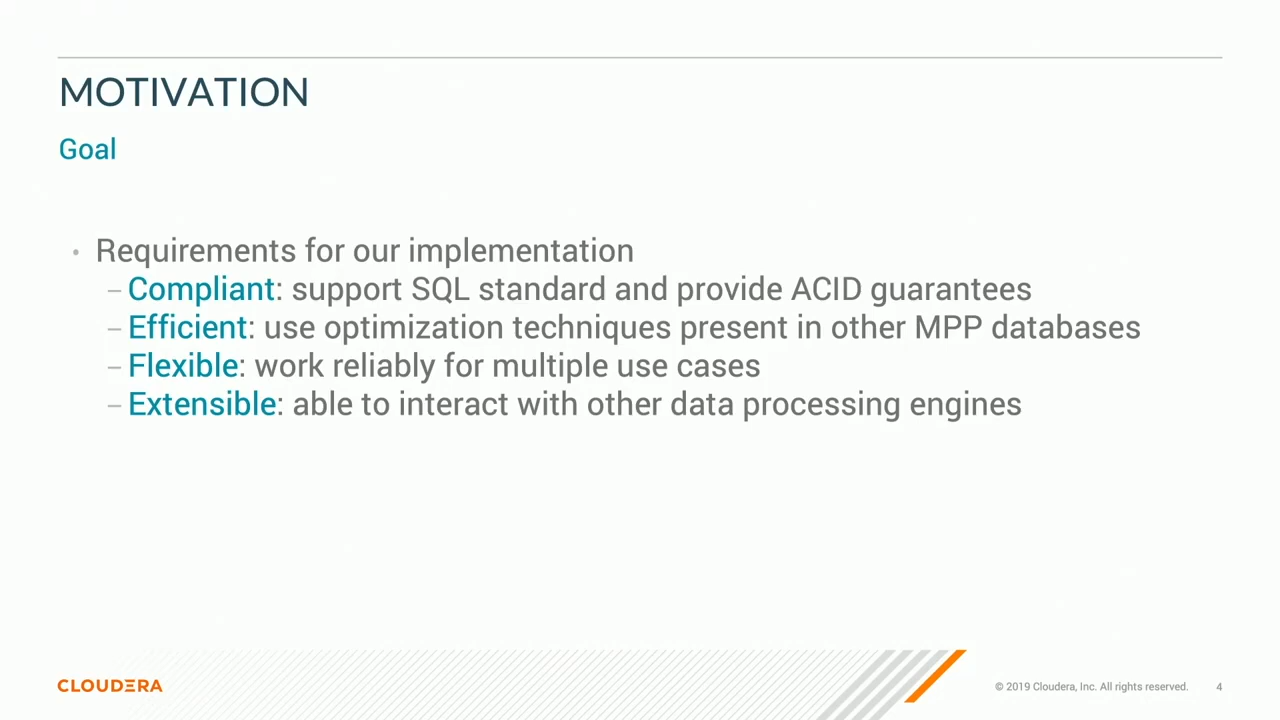 MOTIVATION
Goal
• Requirements for our implementation
– Compliant: support SQL standard and provide ACID guarantees
– Efficient: use optimization techniques present in other MPP databases
– Flexible: work reliably for multiple use cases
– Extensible: able to interact with other data processing engines
CLOUDERA
© 2019 Cloudera, Inc. All rights reserved. 4